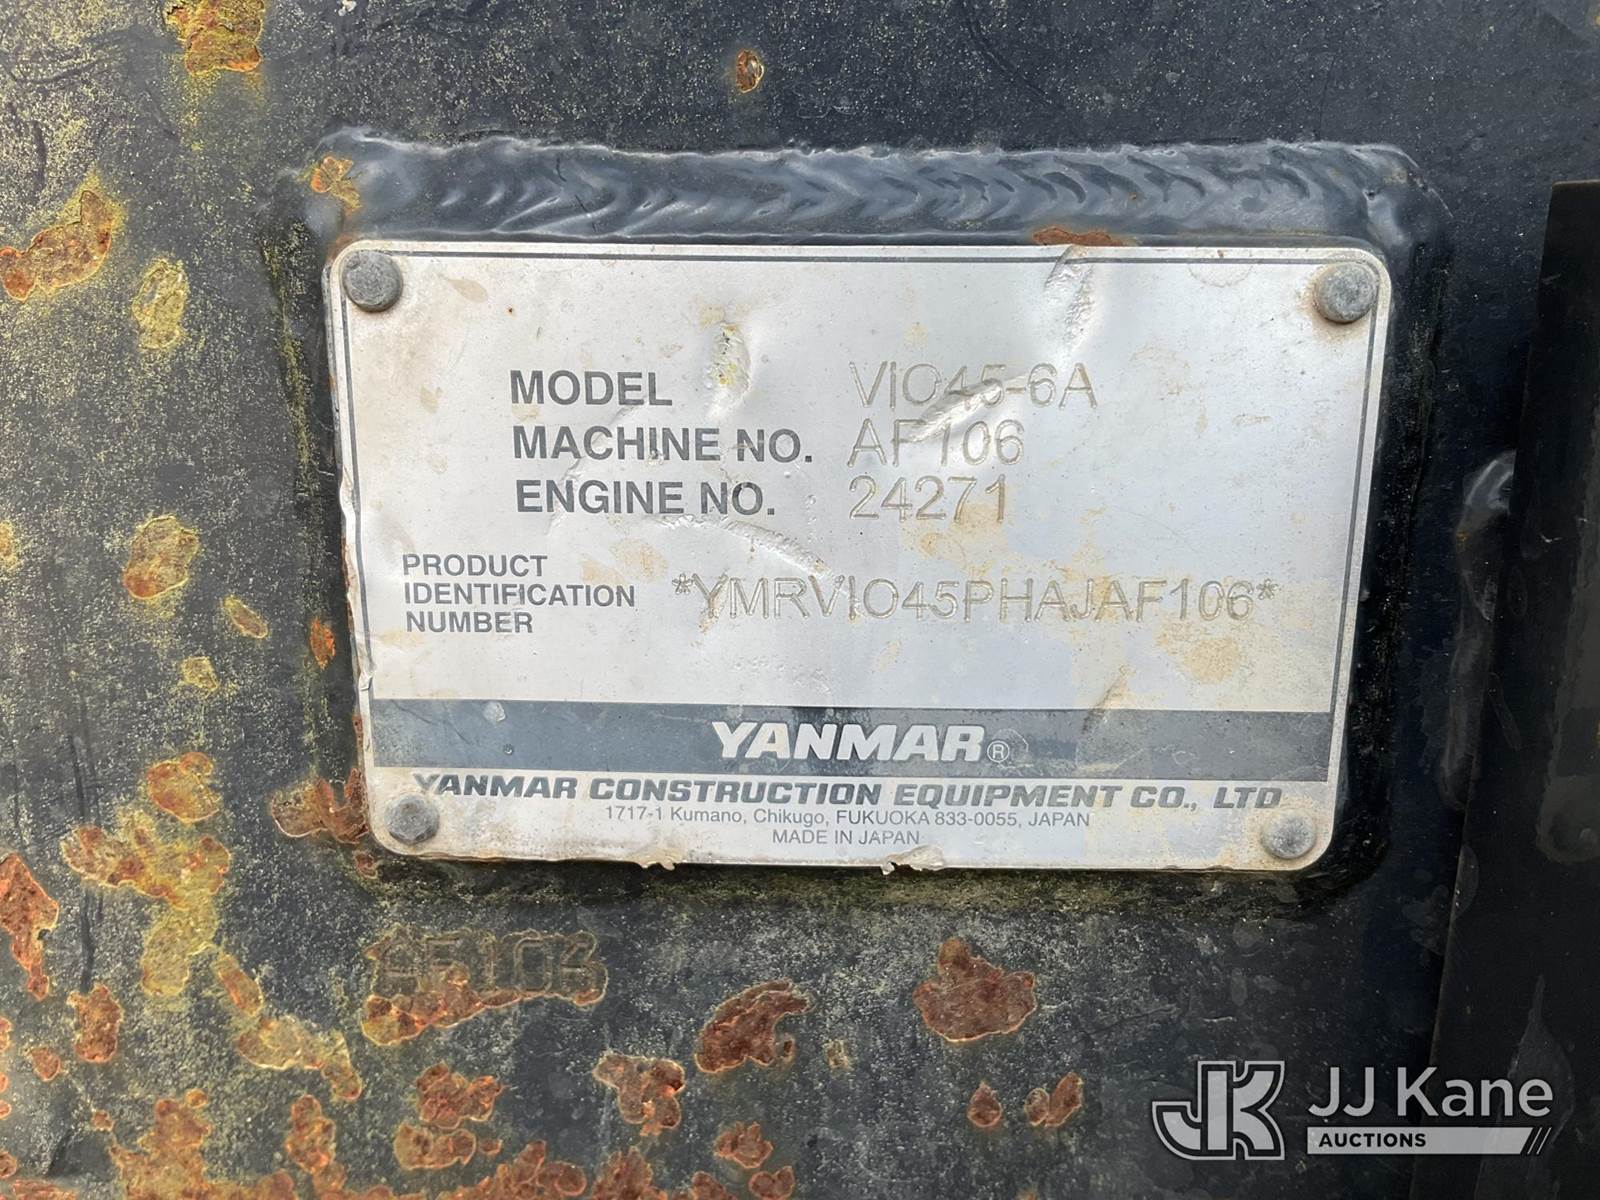 MODEL VIO45-6A
MACHINE NO. AF106
ENGINE NO. 24271
PRODUCT
IDENTIFICATION
NUMBER
*YMRVIO45PHAJAF106*
YANMAR®
YANMAR CONSTRUCTION EQUIPMENT CO., LTD
1717-1 Kumano, Chikugo, FUKUOKA 833-0055, JAPAN
MADE IN JAPAN
AF106
JK JJ Kane
AUCTIONS